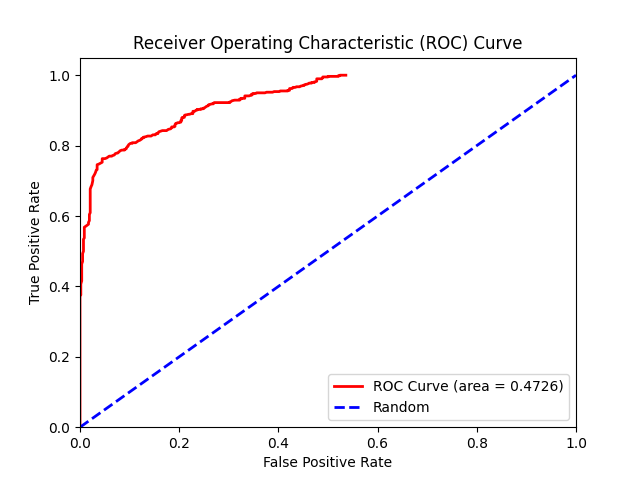 Receiver Operating Characteristic (ROC) Curve
1.0
0.8
0.6
0.4
0.2
0.0
True Positive Rate
ROC Curve (area = 0.4726)
Random
0.0 0.2 0.4 0.6 0.8 1.0
False Positive Rate